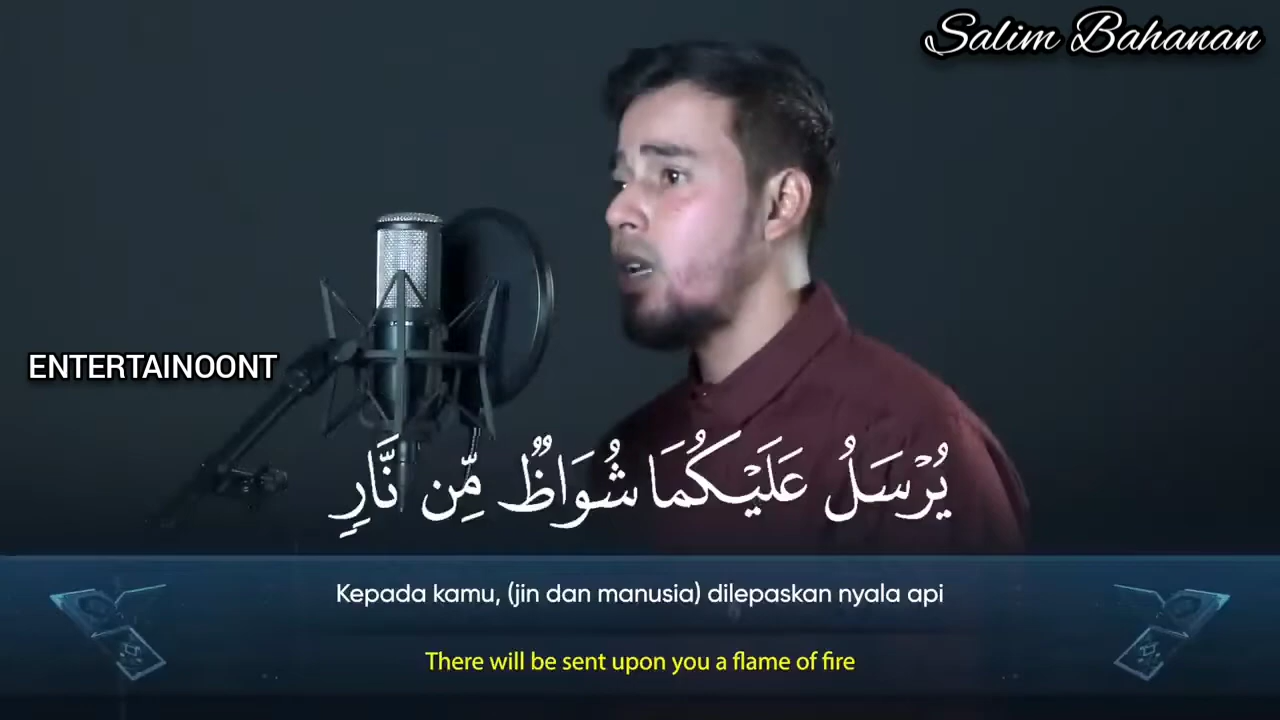 Salim Bahanan
ENTERTAINOONT
يُرْسَلُ عَلَيْكُمَا شُوَاظٌ مِّن نَّارٍ
Kepada kamu, (jin dan manusia) dilepaskan nyala api
There will be sent upon you a flame of fire